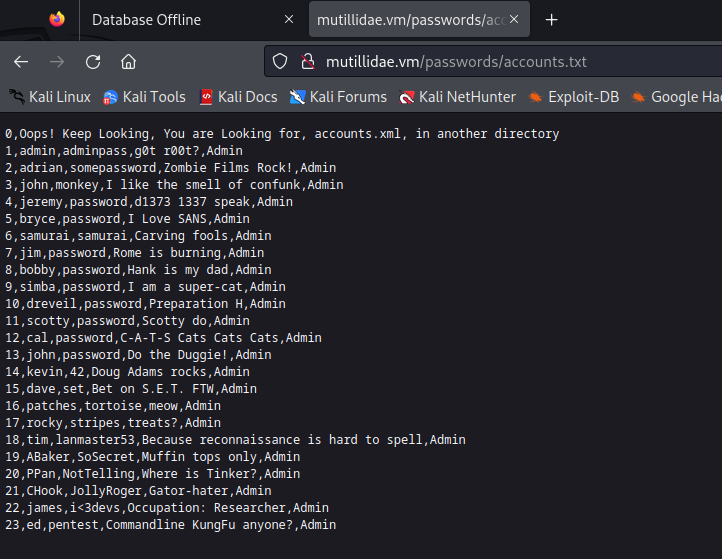 Database Offline
mutillidae.vm/passwords/acc
mutillidae.vm/passwords/accounts.txt
Kali Linux Kali Tools Kali Docs Kali Forums Kali NetHunter Exploit-DB Google Hac
0,Oops! Keep Looking, You are Looking for, accounts.xml, in another directory
1,admin,adminpass,g0t r00t?,Admin
2,adrian,somepassword,Zombie Films Rock!,Admin
3,john,monkey,I like the smell of confunk,Admin
4,jeremy,password,d1373 1337 speak,Admin
5,bryce,password,I Love SANS,Admin
6,samurai,samurai,Carving fools,Admin
7,jim,password,Rome is burning,Admin
8,bobby,password,Hank is my dad,Admin
9,simba,password,I am a super-cat,Admin
10,dreveil,password,Preparation H,Admin
11,scotty,password,Scotty do,Admin
12,cal,password,C-A-T-S Cats Cats Cats,Admin
13,john,password,Do the Duggie!,Admin
14,kevin,42,Doug Adams rocks,Admin
15,dave,set,Bet on S.E.T. FTW,Admin
16,patches,tortoise,meow,Admin
17,rocky,stripes,treats?,Admin
18,tim,lanmaster53,Because reconnaissance is hard to spell,Admin
19,ABaker,SoSecret,Muffin tops only,Admin
20,PPan,NotTelling,Where is Tinker?,Admin
21,CHook,JollyRoger,Gator-hater,Admin
22,james,i<3devs,Occupation: Researcher,Admin
23,ed,pentest,Commandline KungFu anyone?,Admin